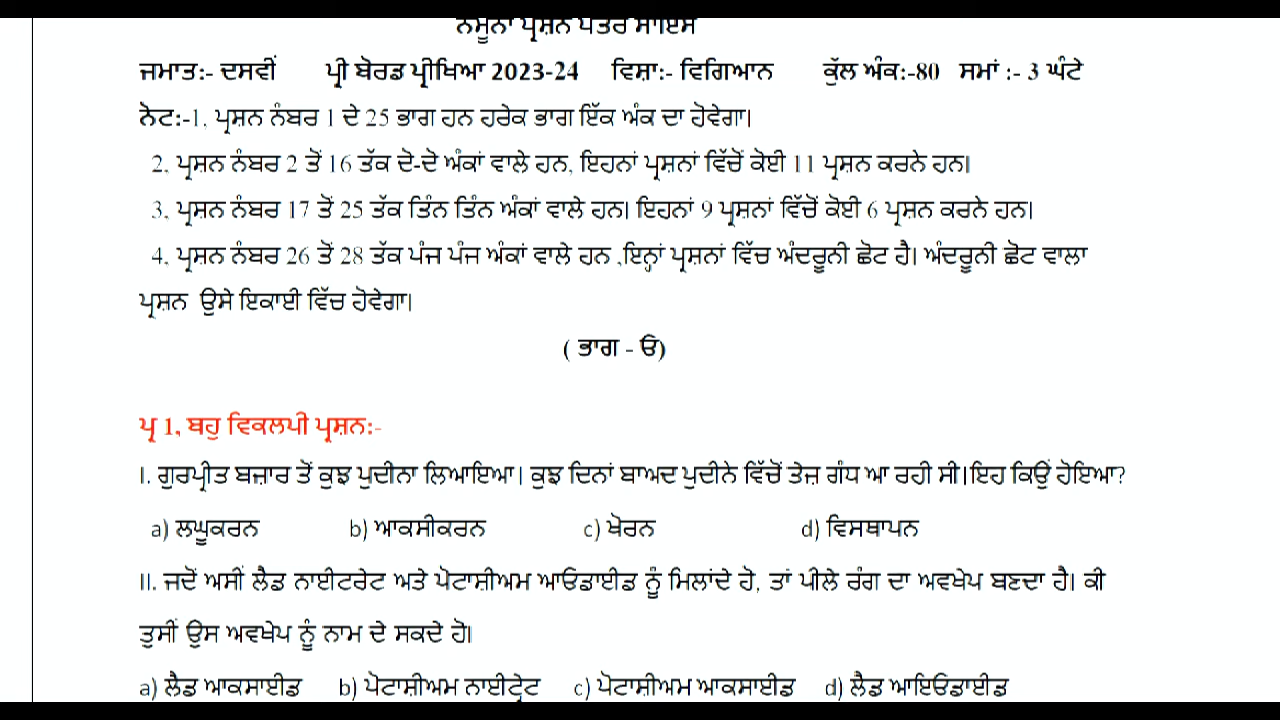 ਨਮੂਨਾ ਪ੍ਰਸ਼ਨ ਪੱਤਰ ਸਾਇੰਸ
ਜਮਾਤ:- ਦਸਵੀਂ ਪ੍ਰੀ ਬੋਰਡ ਪ੍ਰੀਖਿਆ 2023-24 ਵਿਸ਼ਾ:- ਵਿਗਿਆਨ ਕੁੱਲ ਅੰਕ:-80 ਸਮਾਂ :- 3 ਘੰਟੇ
ਨੋਟ:-1, ਪ੍ਰਸ਼ਨ ਨੰਬਰ 1 ਦੇ 25 ਭਾਗ ਹਨ ਹਰੇਕ ਭਾਗ ਇੱਕ ਅੰਕ ਦਾ ਹੋਵੇਗਾ।
2, ਪ੍ਰਸ਼ਨ ਨੰਬਰ 2 ਤੋਂ 16 ਤੱਕ ਦੋ-ਦੋ ਅੰਕਾਂ ਵਾਲੇ ਹਨ, ਇਹਨਾਂ ਪ੍ਰਸ਼ਨਾਂ ਵਿੱਚੋਂ ਕੋਈ 11 ਪ੍ਰਸ਼ਨ ਕਰਨੇ ਹਨ।
3, ਪ੍ਰਸ਼ਨ ਨੰਬਰ 17 ਤੋਂ 25 ਤੱਕ ਤਿੰਨ ਤਿੰਨ ਅੰਕਾਂ ਵਾਲੇ ਹਨ। ਇਹਨਾਂ 9 ਪ੍ਰਸ਼ਨਾਂ ਵਿੱਚੋਂ ਕੋਈ 6 ਪ੍ਰਸ਼ਨ ਕਰਨੇ ਹਨ।
4, ਪ੍ਰਸ਼ਨ ਨੰਬਰ 26 ਤੋਂ 28 ਤੱਕ ਪੰਜ ਪੰਜ ਅੰਕਾਂ ਵਾਲੇ ਹਨ ,ਇਨ੍ਹਾਂ ਪ੍ਰਸ਼ਨਾਂ ਵਿੱਚ ਅੰਦਰੂਨੀ ਛੋਟ ਹੈ। ਅੰਦਰੂਨੀ ਛੋਟ ਵਾਲਾ
ਪ੍ਰਸ਼ਨ ਉਸੇ ਇਕਾਈ ਵਿੱਚ ਹੋਵੇਗਾ।
( ਭਾਗ - ਓ)
ਪ੍ਰ 1, ਬਹੁ ਵਿਕਲਪੀ ਪ੍ਰਸ਼ਨ:-
I. ਗੁਰਪ੍ਰੀਤ ਬਜ਼ਾਰ ਤੋਂ ਕੁਝ ਪੁਦੀਨਾ ਲਿਆਇਆ। ਕੁਝ ਦਿਨਾਂ ਬਾਅਦ ਪੁਦੀਨੇ ਵਿੱਚੋਂ ਤੇਜ਼ ਗੰਧ ਆ ਰਹੀ ਸੀ।ਇਹ ਕਿਉਂ ਹੋਇਆ?
a) ਲਘੂਕਰਨ b) ਆਕਸੀਕਰਨ c) ਖੋਰਨ d) ਵਿਸਥਾਪਨ
II. ਜਦੋਂ ਅਸੀਂ ਲੈਡ ਨਾਈਟਰੇਟ ਅਤੇ ਪੋਟਾਸ਼ੀਅਮ ਆਓਡਾਈਡ ਨੂੰ ਮਿਲਾਂਦੇ ਹੋ, ਤਾਂ ਪੀਲੇ ਰੰਗ ਦਾ ਅਵਖੇਪ ਬਣਦਾ ਹੈ। ਕੀ
ਤੁਸੀਂ ਉਸ ਅਵਖੇਪ ਨੂੰ ਨਾਮ ਦੇ ਸਕਦੇ ਹੋ।
a) ਲੈਡ ਆਕਸਾਈਡ b) ਪੋਟਾਸ਼ੀਅਮ ਨਾਈਟ੍ਰੇਟ c) ਪੋਟਾਸ਼ੀਅਮ ਆਕਸਾਈਡ d) ਲੈਡ ਆਇਓਡਾਈਡ